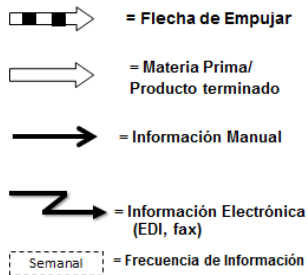 = Flecha de Empujar
= Materia Prima/
Producto terminado
= Información Manual
= Información Electrónica
(EDI, fax)
Semanal
= Frecuencia de Información